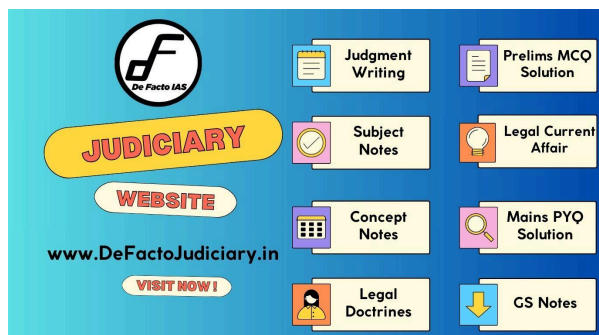 De Facto IAS
JUDICIARY
WEBSITE
www.DeFactoJudiciary.in
VISIT NOW!
Judgment
Writing
Prelims MCQ
Solution
Subject
Notes
Legal Current
Affair
Concept
Notes
Mains PYQ
Solution
Legal
Doctrines
GS Notes